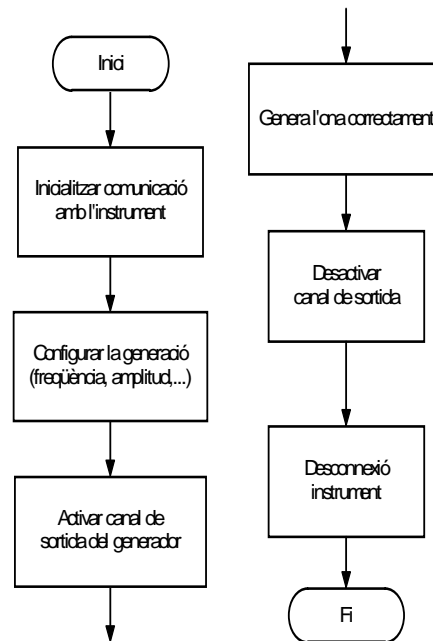 Inici
Inicialitzar comunicació
amb l'instrument
Configurar la generació
(freqüència, amplitud,...)
Activar canal de
sortida del generador
Genera l'ona correctament
Desactivar
canal de sortida
Desconnexió
instrument
Fi